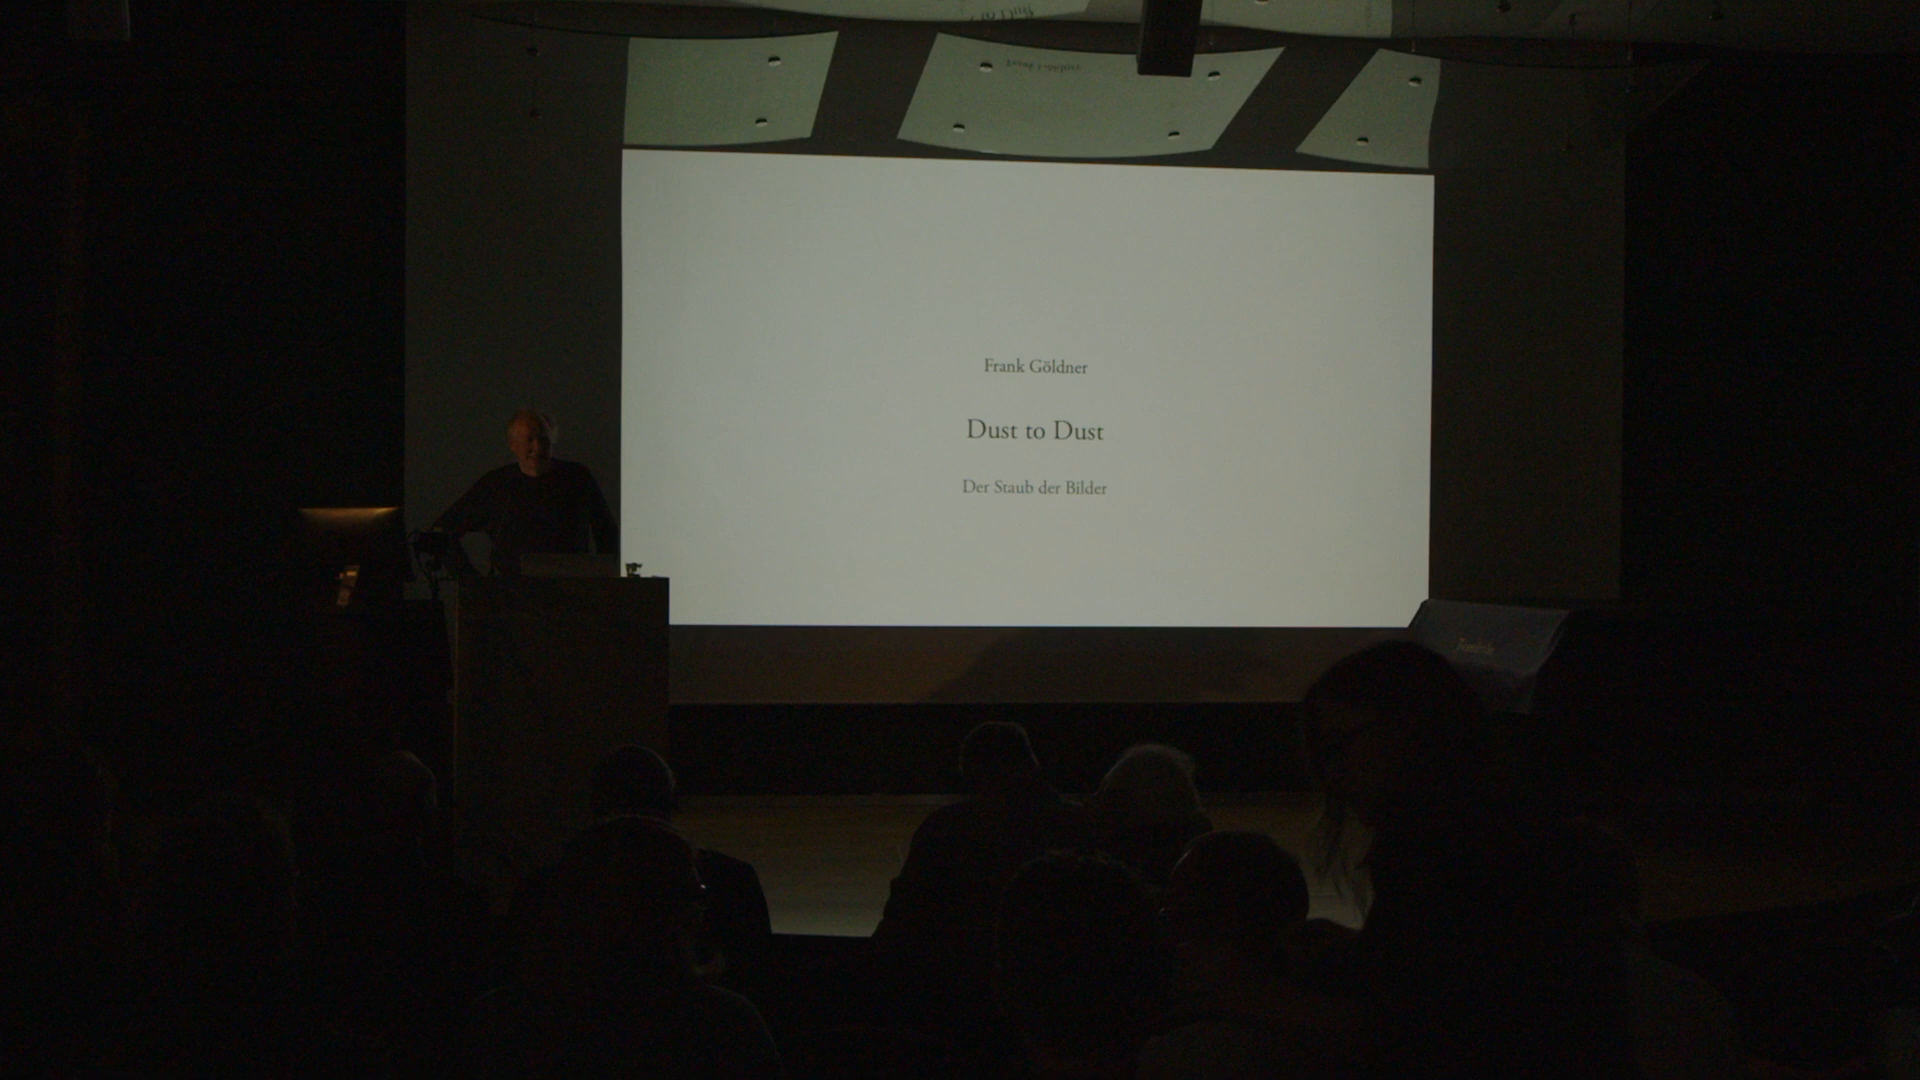 Frank Göldner
Dust to Dust
Der Staub der Bilder